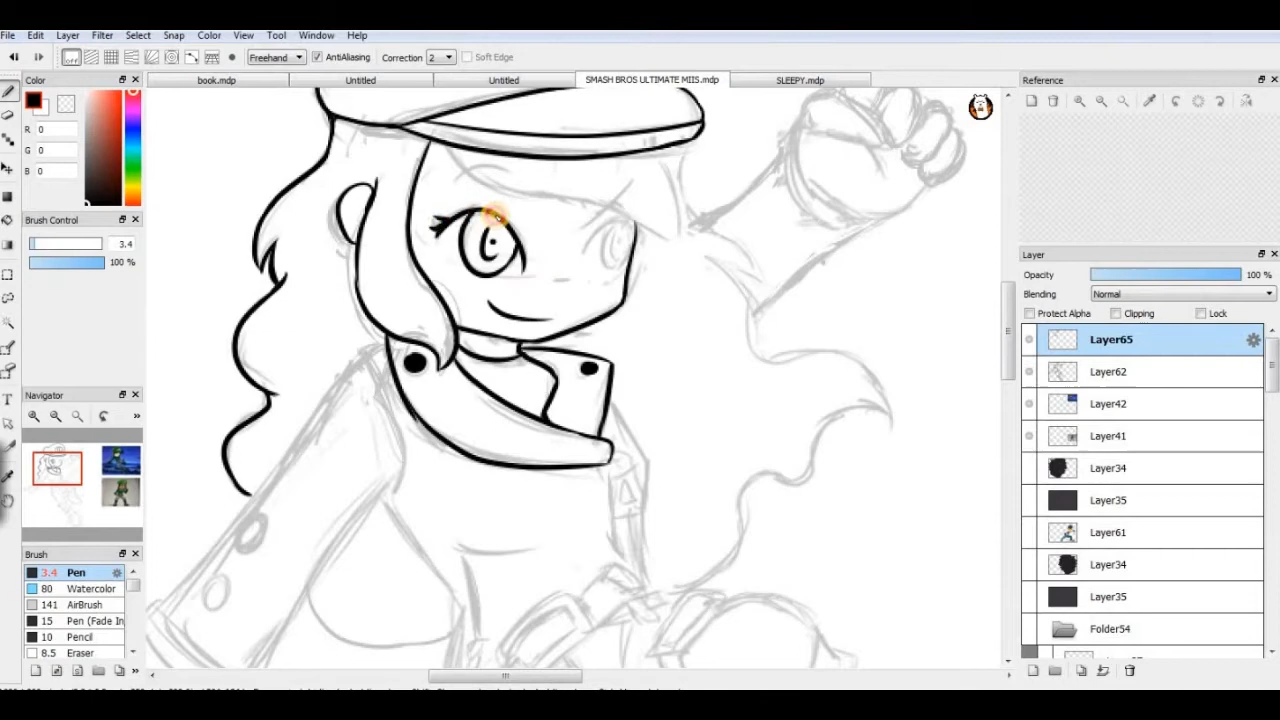 File Edit Layer Filter Select Snap Color View Tool Window Help
Freehand AntiAliasing Correction 2 Soft Edge
Color
book.mdp Untitled Untitled SMASH BROS ULTIMATE MIIS.mdp SLEEPY.mdp
Reference
R 0
G 0
B 0
Brush Control
3.4
100 %
Layer
Opacity 100 %
Blending Normal
Protect Alpha Clipping Lock
Layer65
Layer62
Layer42
Layer41
Layer34
Layer35
Layer61
Layer34
Layer35
Folder54
Navigator
Brush
3.4 Pen
80 Watercolor
141 AirBrush
15 Pen (Fade In
10 Pencil
8.5 Eraser